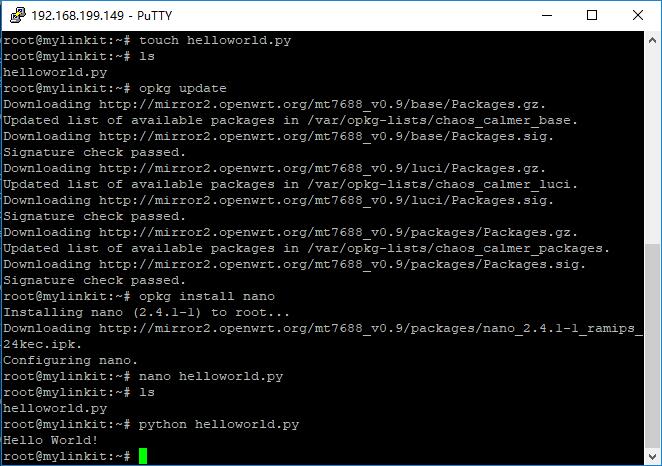 192.168.199.149 - PuTTY
root@mylinkit:~# touch helloworld.py
root@mylinkit:~# ls
helloworld.py
root@mylinkit:~# opkg update
Downloading http://mirror2.openwrt.org/mt7688_v0.9/base/Packages.gz.
Updated list of available packages in /var/opkg-lists/chaos_calmer_base.
Downloading http://mirror2.openwrt.org/mt7688_v0.9/base/Packages.sig.
Signature check passed.
Downloading http://mirror2.openwrt.org/mt7688_v0.9/luci/Packages.gz.
Updated list of available packages in /var/opkg-lists/chaos_calmer_luci.
Downloading http://mirror2.openwrt.org/mt7688_v0.9/luci/Packages.sig.
Signature check passed.
Downloading http://mirror2.openwrt.org/mt7688_v0.9/packages/Packages.gz.
Updated list of available packages in /var/opkg-lists/chaos_calmer_packages.
Downloading http://mirror2.openwrt.org/mt7688_v0.9/packages/Packages.sig.
Signature check passed.
root@mylinkit:~# opkg install nano
Installing nano (2.4.1-1) to root...
Downloading http://mirror2.openwrt.org/mt7688_v0.9/packages/nano_2.4.1-1_ramips_
24kec.ipk.
Configuring nano.
root@mylinkit:~# nano helloworld.py
root@mylinkit:~# ls
helloworld.py
root@mylinkit:~# python helloworld.py
Hello World!
root@mylinkit:~#